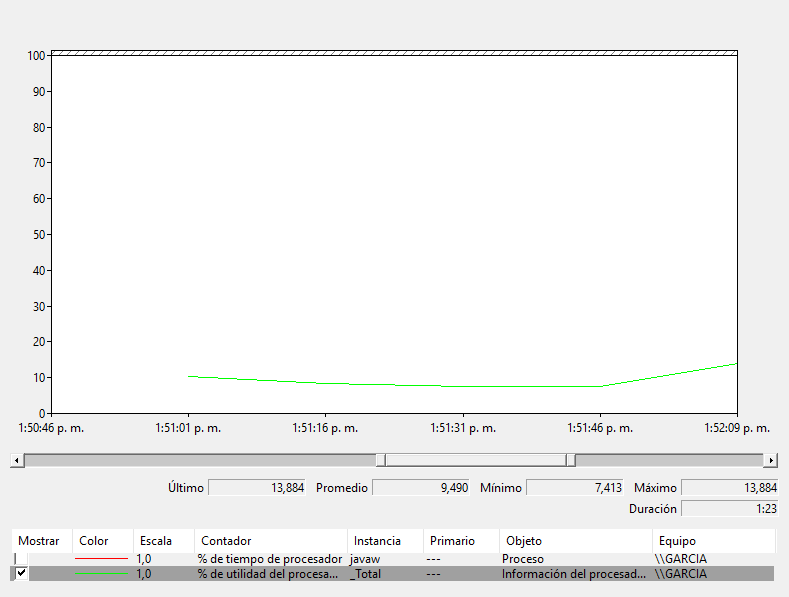 100
90
80
70
60
50
40
30
20
10
0
1:50:46 p. m. 1:51:01 p. m. 1:51:16 p. m. 1:51:31 p. m. 1:51:46 p. m. 1:52:09 p. m.
Último 13,884 Promedio 9,490 Mínimo 7,413 Máximo 13,884
Duración 1:23
Mostrar Color Escala Contador Instancia Primario Objeto Equipo
1,0 % de tiempo de procesador javaw --- Proceso \\GARCIA
1,0 % de utilidad del procesa... _Total --- Información del procesad... \\GARCIA